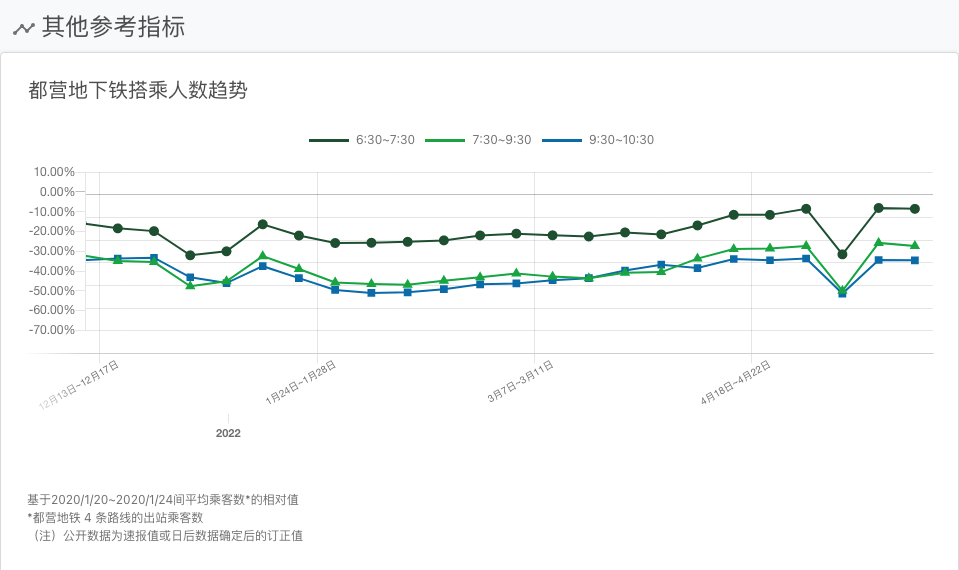 其他参考指标
都营地下铁搭乘人数趋势
6:30~7:30 7:30~9:30 9:30~10:30
10.00%
0.00%
-10.00%
-20.00%
-30.00%
-40.00%
-50.00%
-60.00%
-70.00%
12月13日~12月17日 1月24日~1月28日 3月7日~3月11日 4月18日~4月22日
2022
基于2020/1/20~2020/1/24间平均乘客数*的相对值
*都营地铁 4 条路线的出站乘客数
（注）公开数据为速报值或日后数据确定后的订正值